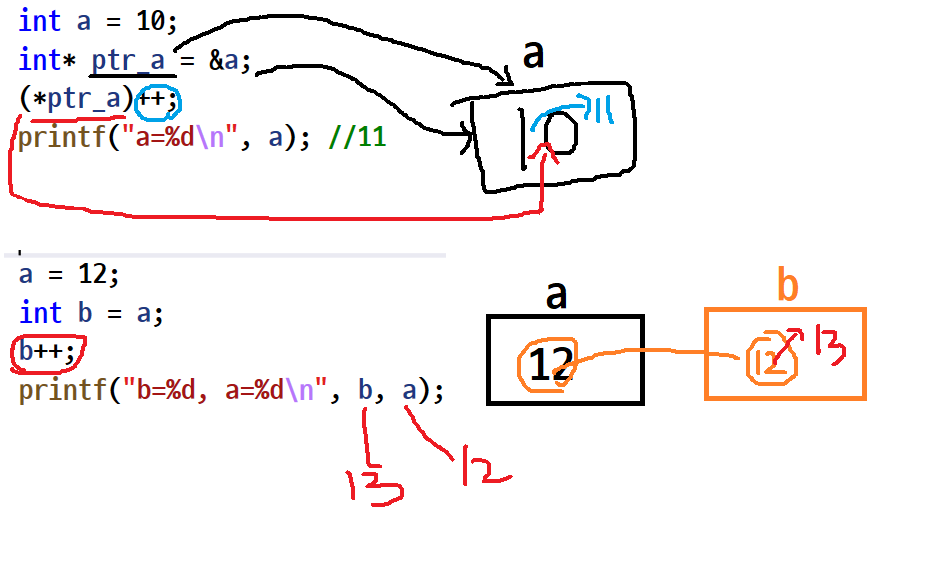 int a = 10;
int* ptr_a = &a;
(*ptr_a)++;
printf("a=%d\n", a); //11
a
10
11
a = 12;
int b = a;
b++;
printf("b=%d, a=%d\n", b, a);
13
12
a
12
b
12
13